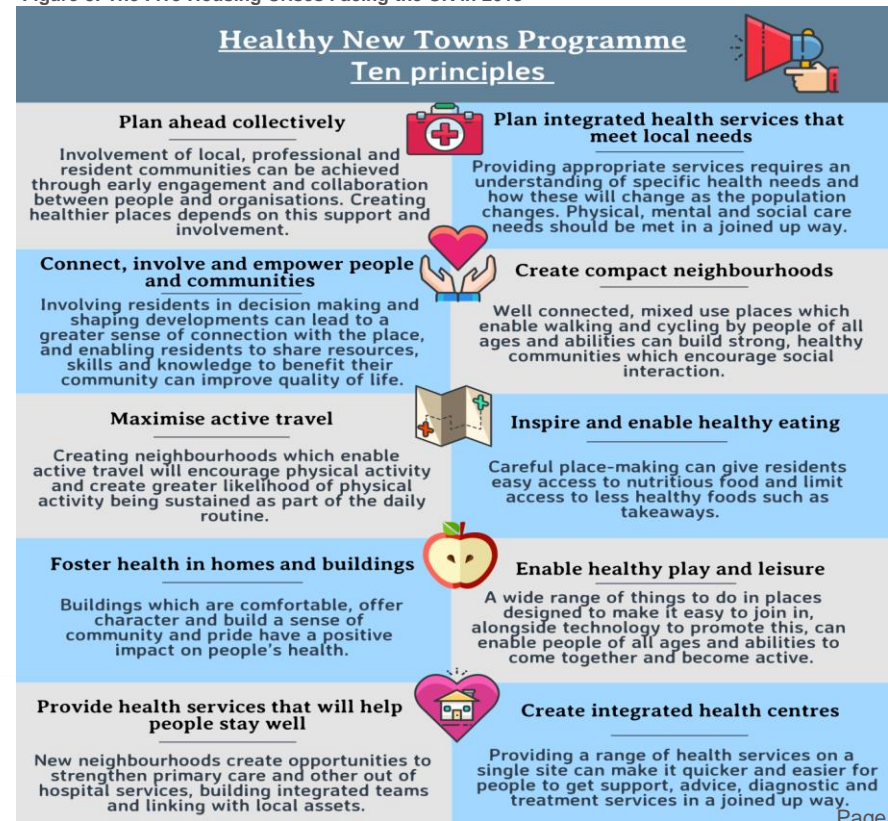 Figure 3: The Five Housing Crises Facing the UK in 2018
Healthy New Towns Programme
Ten principles
Plan ahead collectively
Involvement of local, professional and
resident communities can be achieved
through early engagement and collaboration
between people and organisations. Creating
healthier places depends on this support and
involvement.
Plan integrated health services that
meet local needs
Providing appropriate services requires an
understanding of specific health needs and
how these will change as the population
changes. Physical, mental and social care
needs should be met in a joined up way.
Connect, involve and empower people
and communities
Involving residents in decision making and
shaping developments can lead to a
greater sense of connection with the place,
and enabling residents to share resources,
skills and knowledge to benefit their
community can improve quality of life.
Create compact neighbourhoods
Well connected, mixed use places which
enable walking and cycling by people of all
ages and abilities can build strong, healthy
communities which encourage social
interaction.
Maximise active travel
Creating neighbourhoods which enable
active travel will encourage physical activity
and create greater likelihood of physical
activity being sustained as part of the daily
routine.
Inspire and enable healthy eating
Careful place-making can give residents
easy access to nutritious food and limit
access to less healthy foods such as
takeaways.
Foster health in homes and buildings
Buildings which are comfortable, offer
character and build a sense of
community and pride have a positive
impact on people's health.
Enable healthy play and leisure
A wide range of things to do in places
designed to make it easy to join in,
alongside technology to promote this, can
enable people of all ages and abilities to
come together and become active.
Provide health services that will help
people stay well
New neighbourhoods create opportunities to
strengthen primary care and other out of
hospital services, building integrated teams
and linking with local assets.
Create integrated health centres
Providing a range of health services on a
single site can make it quicker and easier for
people to get support, advice, diagnostic and
treatment services in a joined up way.
Page